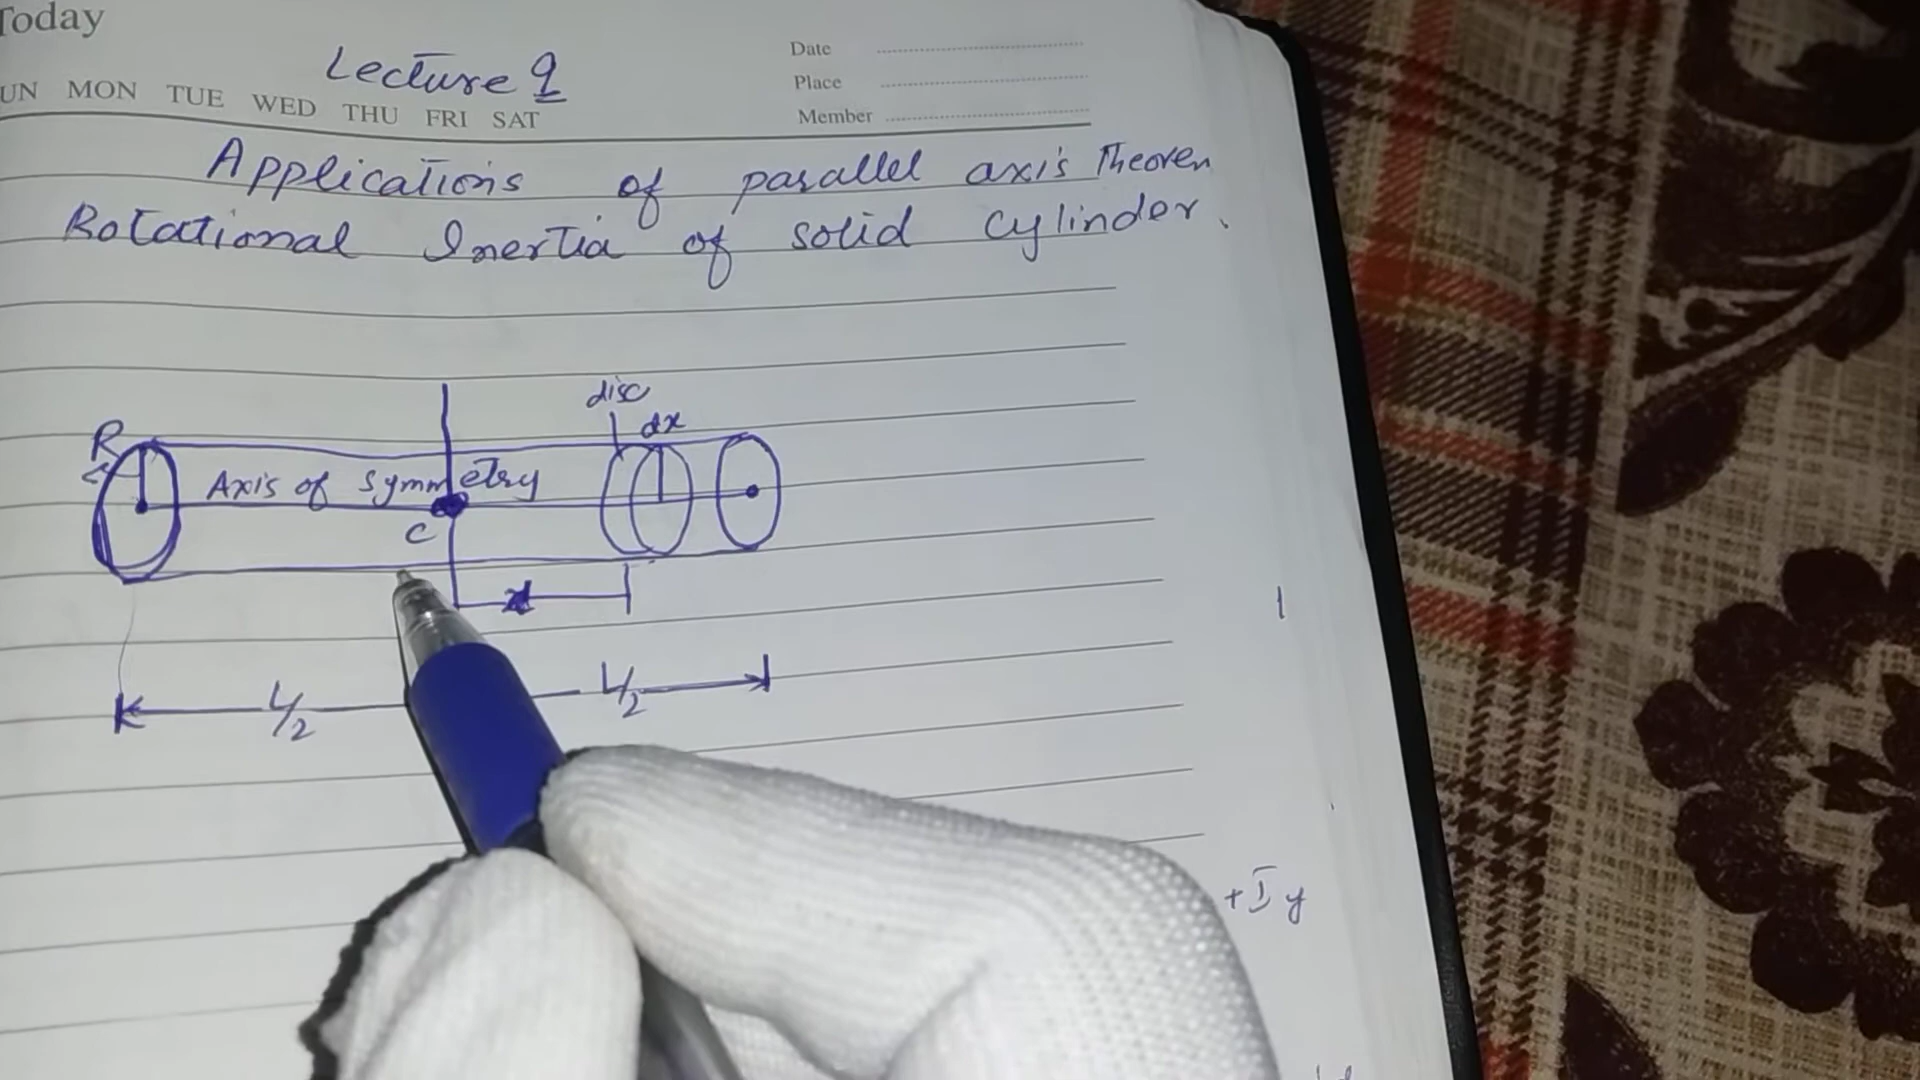 Today
Lecture 9
Date
Place
Member
UN MON TUE WED THU FRI SAT
Applications of parallel axis Theorem
Rotational Inertia of solid cylinder.
disc
dx
R
Axis of symmetry
C
L/2
L/2
+Iy